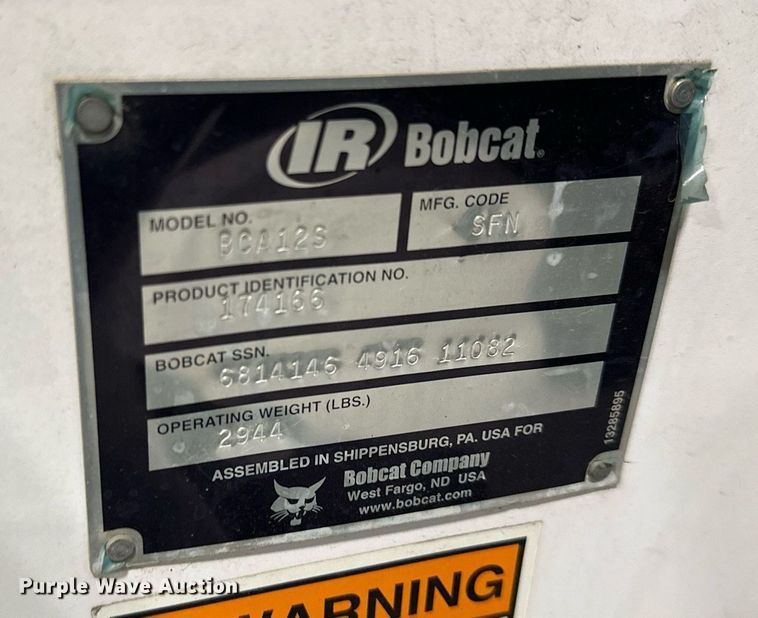 IR Bobcat®
MODEL NO. MFG. CODE
BCA12S SFN
PRODUCT IDENTIFICATION NO.
174166
BOBCAT SSN.
6814146 4916 11082
OPERATING WEIGHT (LBS.)
2944
13285895
ASSEMBLED IN SHIPPENSBURG, PA. USA FOR
Bobcat Company
West Fargo, ND USA
www.bobcat.com
WARNING
Purple Wave Auction